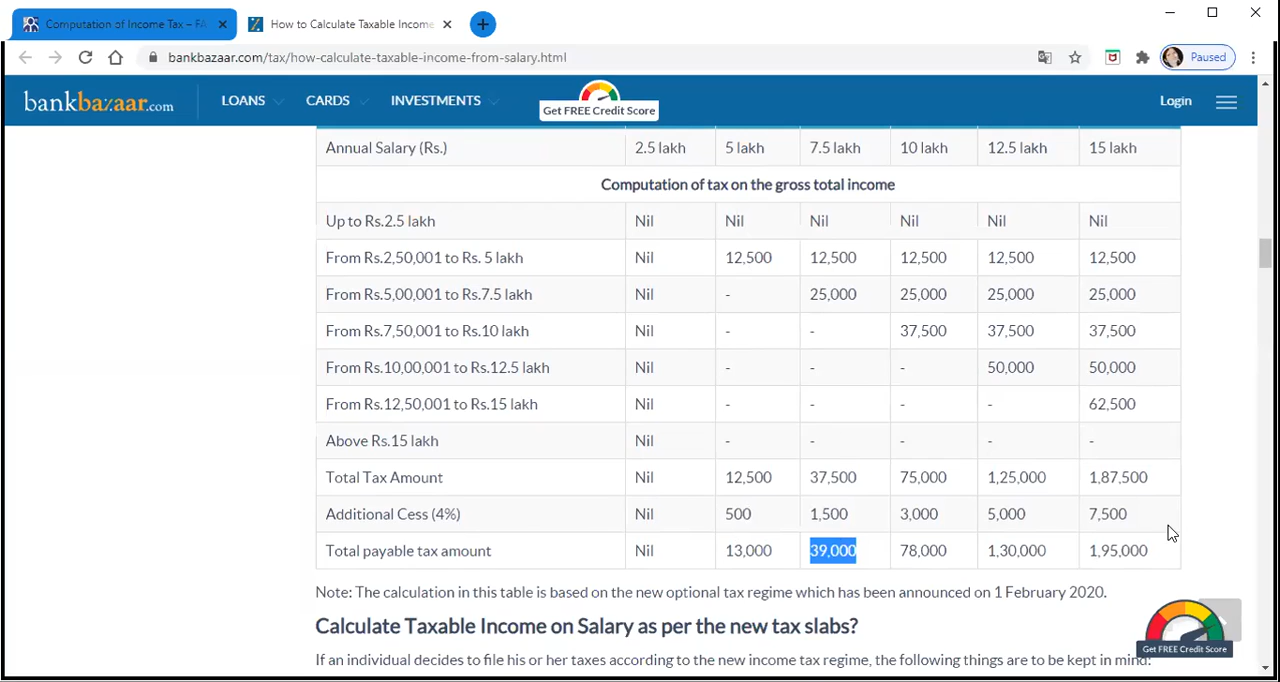 Computation of Income Tax – FA
How to Calculate Taxable Income
bankbazaar.com/tax/how-calculate-taxable-income-from-salary.html
Paused
bankbazaar.com
LOANS CARDS INVESTMENTS
Get FREE Credit Score
Login
Annual Salary (Rs.) 2.5 lakh 5 lakh 7.5 lakh 10 lakh 12.5 lakh 15 lakh
Computation of tax on the gross total income
Up to Rs.2.5 lakh Nil Nil Nil Nil Nil Nil
From Rs.2,50,001 to Rs. 5 lakh Nil 12,500 12,500 12,500 12,500 12,500
From Rs.5,00,001 to Rs.7.5 lakh Nil - 25,000 25,000 25,000 25,000
From Rs.7,50,001 to Rs.10 lakh Nil - - 37,500 37,500 37,500
From Rs.10,00,001 to Rs.12.5 lakh Nil - - - 50,000 50,000
From Rs.12,50,001 to Rs.15 lakh Nil - - - - 62,500
Above Rs.15 lakh Nil - - - - -
Total Tax Amount Nil 12,500 37,500 75,000 1,25,000 1,87,500
Additional Cess (4%) Nil 500 1,500 3,000 5,000 7,500
Total payable tax amount Nil 13,000 39,000 78,000 1,30,000 1,95,000
Note: The calculation in this table is based on the new optional tax regime which has been announced on 1 February 2020.
Calculate Taxable Income on Salary as per the new tax slabs?
Get FREE Credit Score
If an individual decides to file his or her taxes according to the new income tax regime, the following things are to be kept in mind: